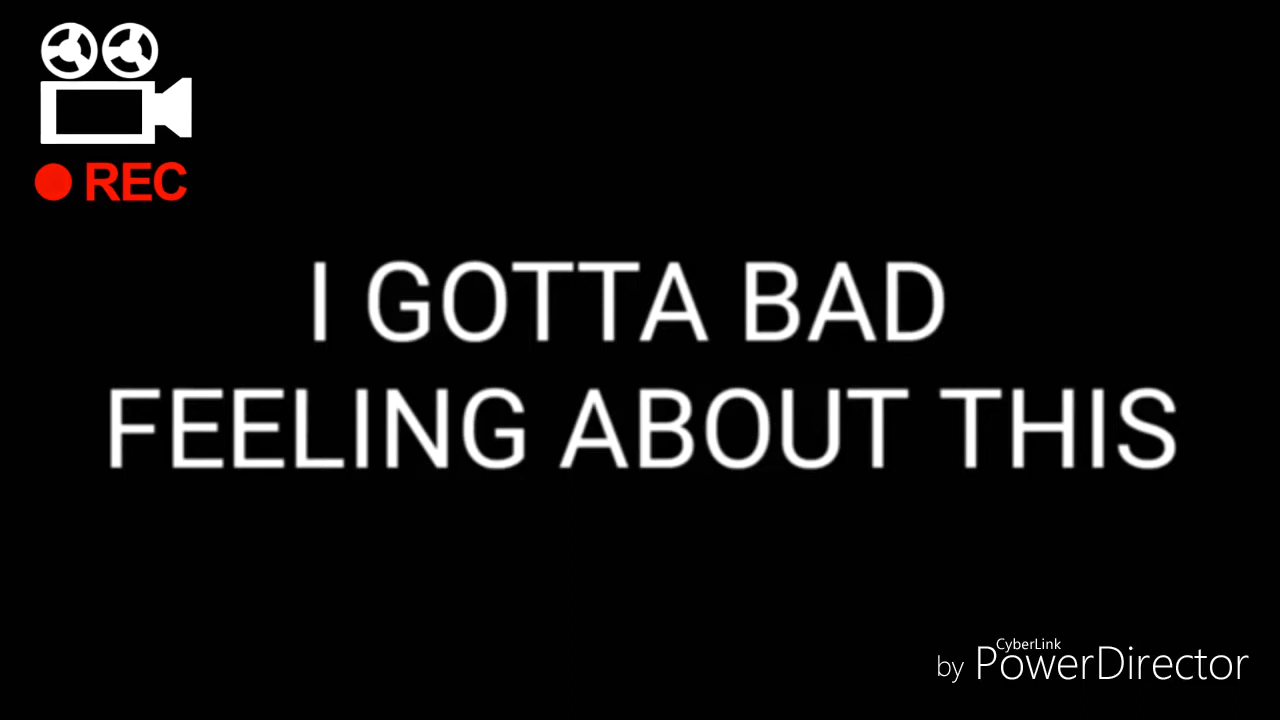 REC
I GOTTA BAD
FEELING ABOUT THIS
CyberLink
by PowerDirector